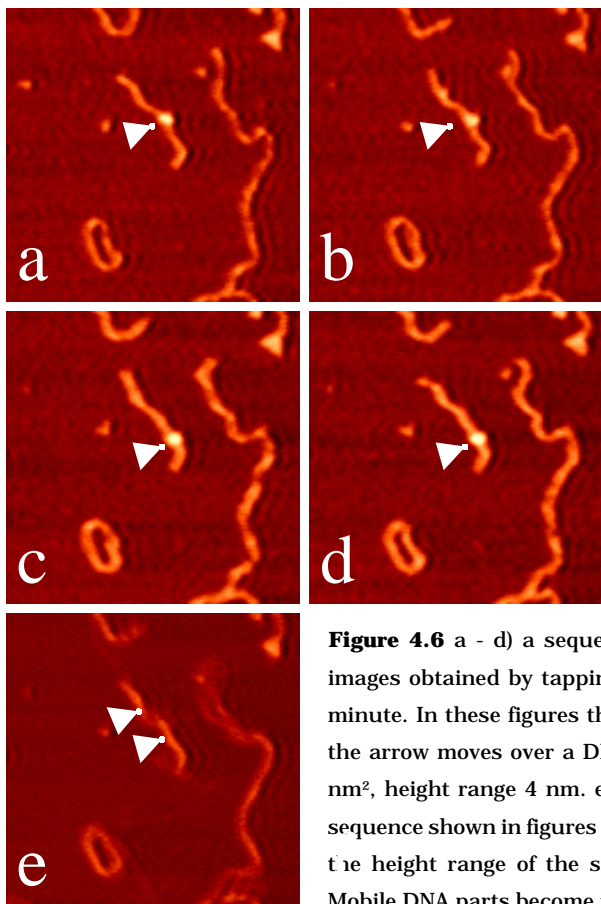 a
b
c
d
e
Figure 4.6 a - d) a seque
images obtained by tappin
minute. In these figures th
the arrow moves over a D
nm², height range 4 nm. e
sequence shown in figures
the height range of the s
Mobile DNA parts become